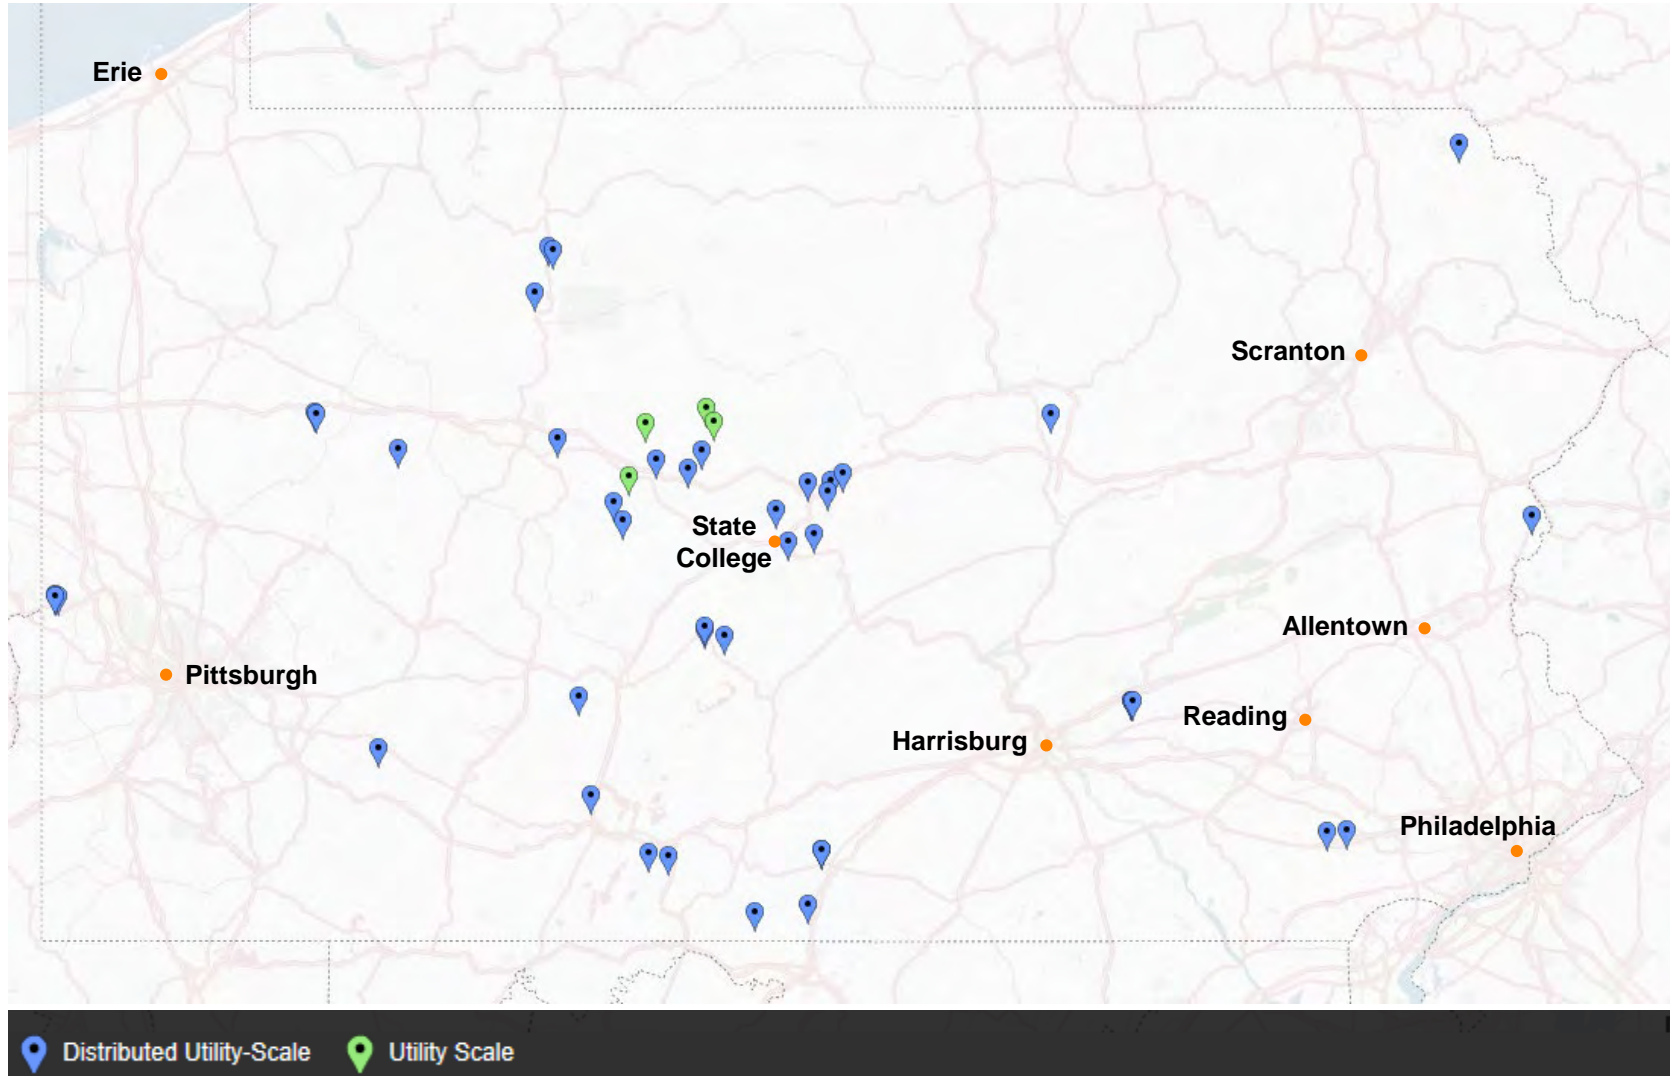 Erie
Scranton
State
College
Allentown
Pittsburgh
Reading
Harrisburg
Philadelphia
Distributed Utility-Scale
Utility Scale